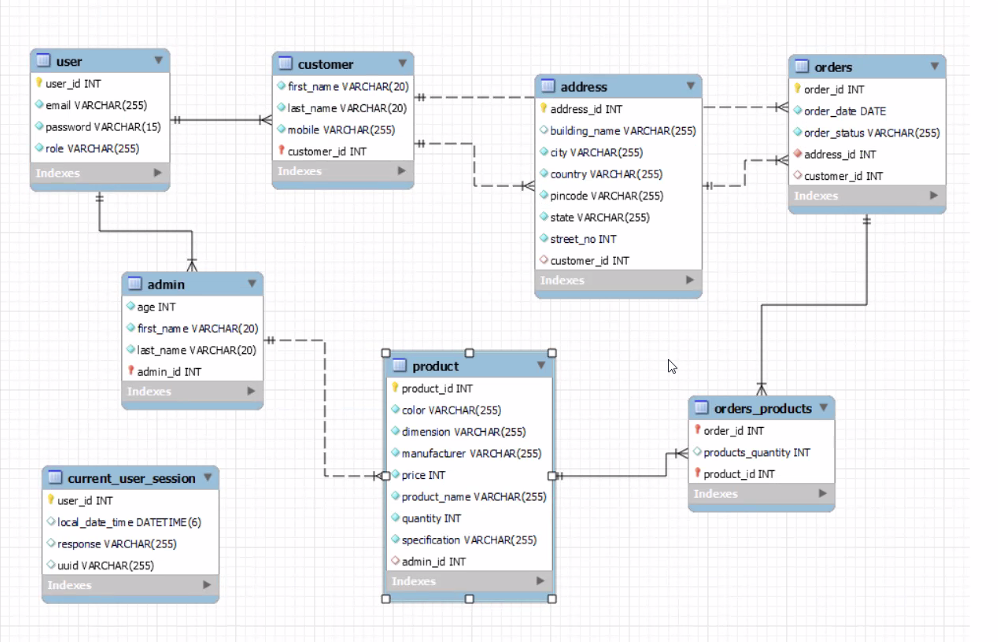 user
user_id INT
email VARCHAR(255)
password VARCHAR(15)
role VARCHAR(255)
Indexes
customer
first_name VARCHAR(20)
last_name VARCHAR(20)
mobile VARCHAR(255)
customer_id INT
Indexes
address
address_id INT
building_name VARCHAR(255)
city VARCHAR(255)
country VARCHAR(255)
pincode VARCHAR(255)
state VARCHAR(255)
street_no INT
customer_id INT
Indexes
orders
order_id INT
order_date DATE
order_status VARCHAR(255)
address_id INT
customer_id INT
Indexes
admin
age INT
first_name VARCHAR(20)
last_name VARCHAR(20)
admin_id INT
Indexes
product
product_id INT
color VARCHAR(255)
dimension VARCHAR(255)
manufacturer VARCHAR(255)
price INT
product_name VARCHAR(255)
quantity INT
specification VARCHAR(255)
admin_id INT
Indexes
orders_products
order_id INT
products_quantity INT
product_id INT
Indexes
current_user_session
user_id INT
local_date_time DATETIME(6)
response VARCHAR(255)
uuid VARCHAR(255)
Indexes